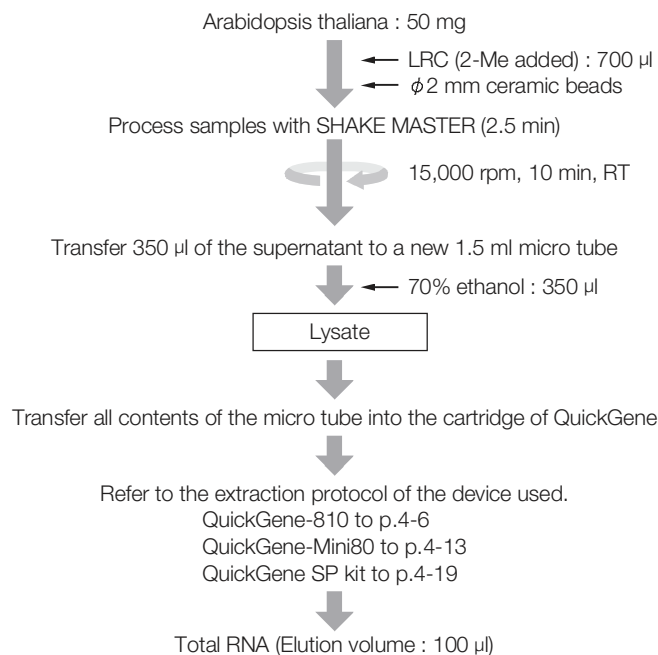 Arabidopsis thaliana : 50 mg
LRC (2-Me added) : 700 µl
ϕ2 mm ceramic beads
Process samples with SHAKE MASTER (2.5 min)
15,000 rpm, 10 min, RT
Transfer 350 µl of the supernatant to a new 1.5 ml micro tube
70% ethanol : 350 µl
Lysate
Transfer all contents of the micro tube into the cartridge of QuickGene
Refer to the extraction protocol of the device used.
QuickGene-810 to p.4-6
QuickGene-Mini80 to p.4-13
QuickGene SP kit to p.4-19
Total RNA (Elution volume : 100 µl)